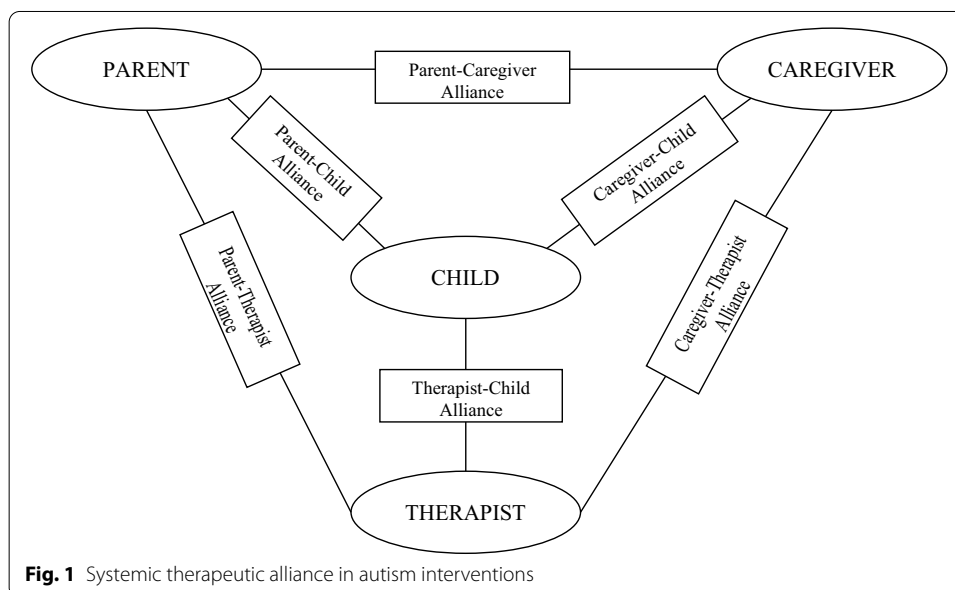 PARENT
Parent-Caregiver
Alliance
CAREGIVER
Parent-Child
Alliance
Caregiver-Child
Alliance
Parent-Therapist
Alliance
CHILD
Caregiver-Therapist
Alliance
Therapist-Child
Alliance
THERAPIST
Fig. 1 Systemic therapeutic alliance in autism interventions